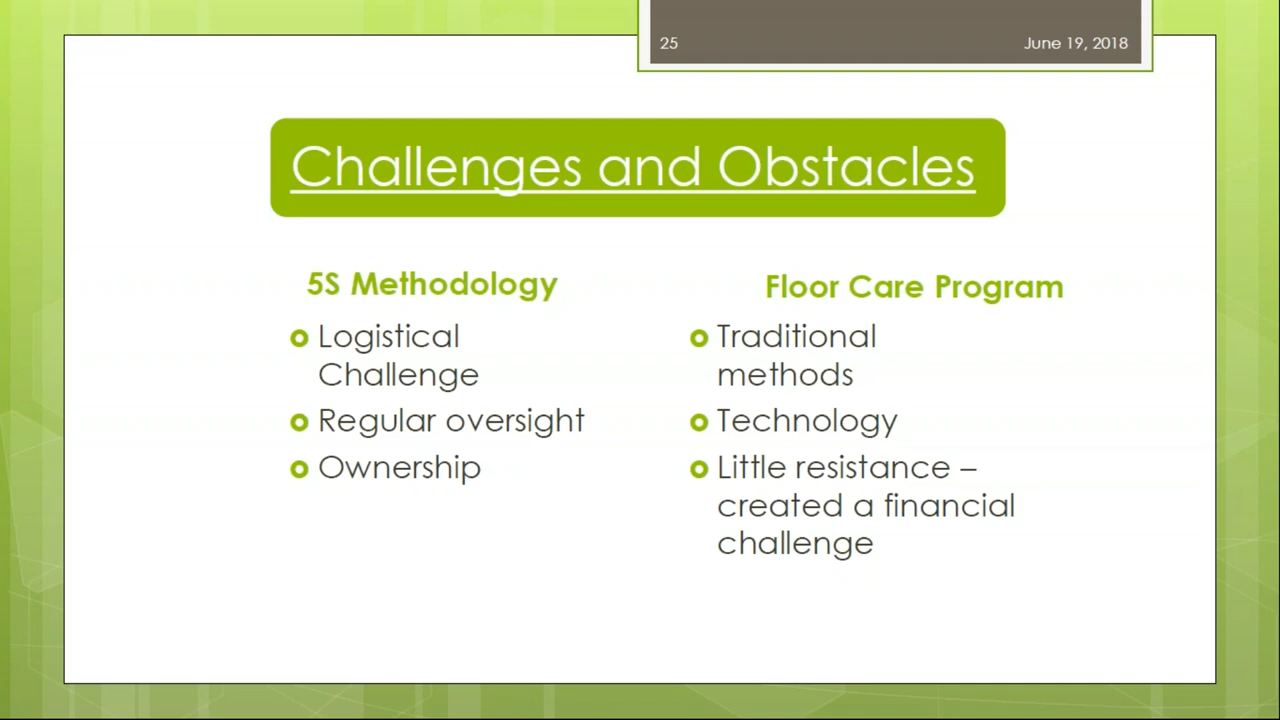 25
June 19, 2018
Challenges and Obstacles
5S Methodology
Logistical
Challenge
Regular oversight
Ownership
Floor Care Program
Traditional
methods
Technology
Little resistance –
created a financial
challenge